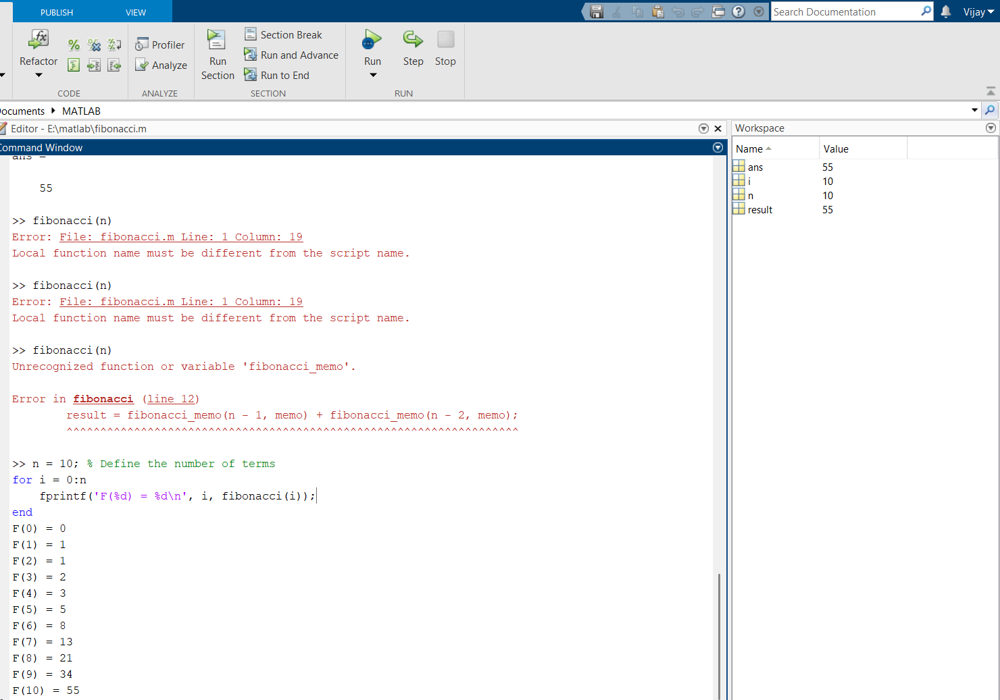 PUBLISH VIEW Search Documentation Vijay
Refactor
Profiler
Analyze
Run Section
Section Break
Run and Advance
Run to End
Run
Step
Stop
CODE ANALYZE SECTION RUN
ocuments MATLAB
Editor - E:\matlab\fibonacci.m
Command Window
ans =
55
>> fibonacci(n)
Error: File: fibonacci.m Line: 1 Column: 19
Local function name must be different from the script name.
>> fibonacci(n)
Error: File: fibonacci.m Line: 1 Column: 19
Local function name must be different from the script name.
>> fibonacci(n)
Unrecognized function or variable 'fibonacci_memo'.
Error in fibonacci (line 12)
result = fibonacci_memo(n - 1, memo) + fibonacci_memo(n - 2, memo);
^^^^^^^^^^^^^^^^^^^^^^^^^^^^^^^^^^^^^^^^^^^^^^^^^^^^^^^^^^^^^^^^^^^
>> n = 10; % Define the number of terms
for i = 0:n
fprintf('F(%d) = %d\n', i, fibonacci(i));
end
F(0) = 0
F(1) = 1
F(2) = 1
F(3) = 2
F(4) = 3
F(5) = 5
F(6) = 8
F(7) = 13
F(8) = 21
F(9) = 34
F(10) = 55
Workspace
Name Value
ans 55
i 10
n 10
result 55